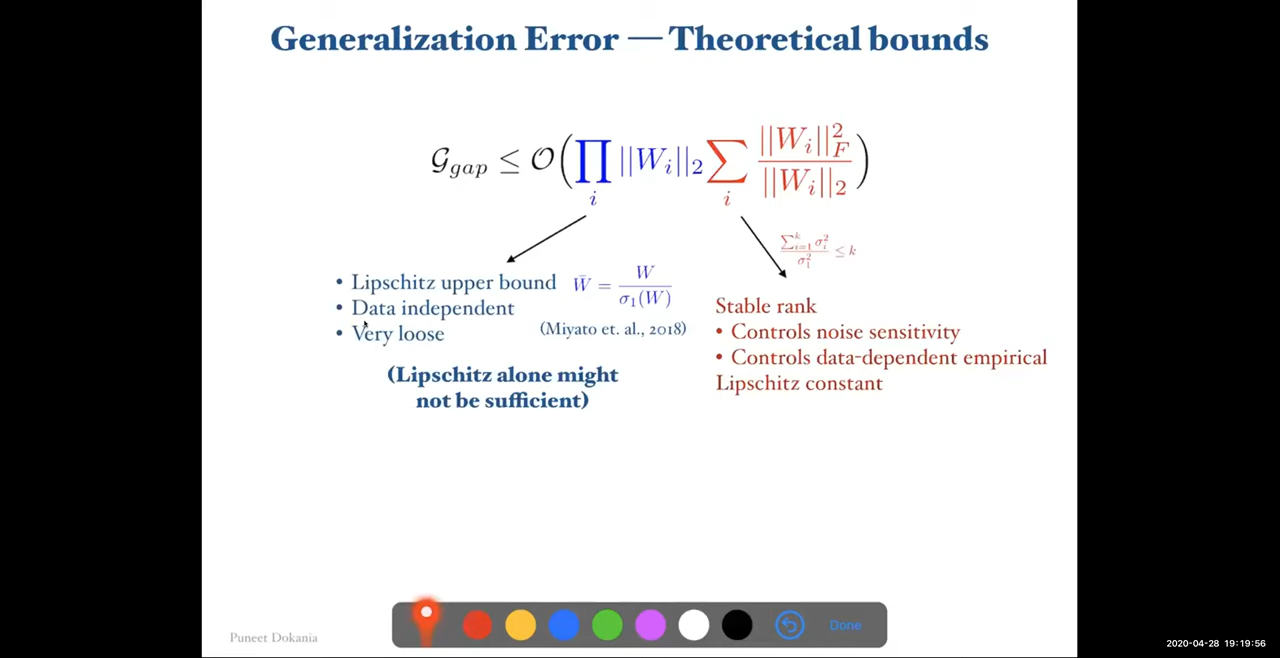 Generalization Error — Theoretical bounds
𝒢_{gap} ≤ 𝒪(∏_i ||W_i||_2 ∑_i ||W_i||_F^2 / ||W_i||_2)
∑_{i=1}^k σ_i^2 / σ_1^2 ≤ k
• Lipschitz upper bound
• Data independent
• Very loose
W̄ = W / σ_1(W)
(Miyato et. al., 2018)
(Lipschitz alone might
not be sufficient)
Stable rank
• Controls noise sensitivity
• Controls data-dependent empirical
Lipschitz constant
Done
Puneet Dokania
2020-04-28 19:19:56